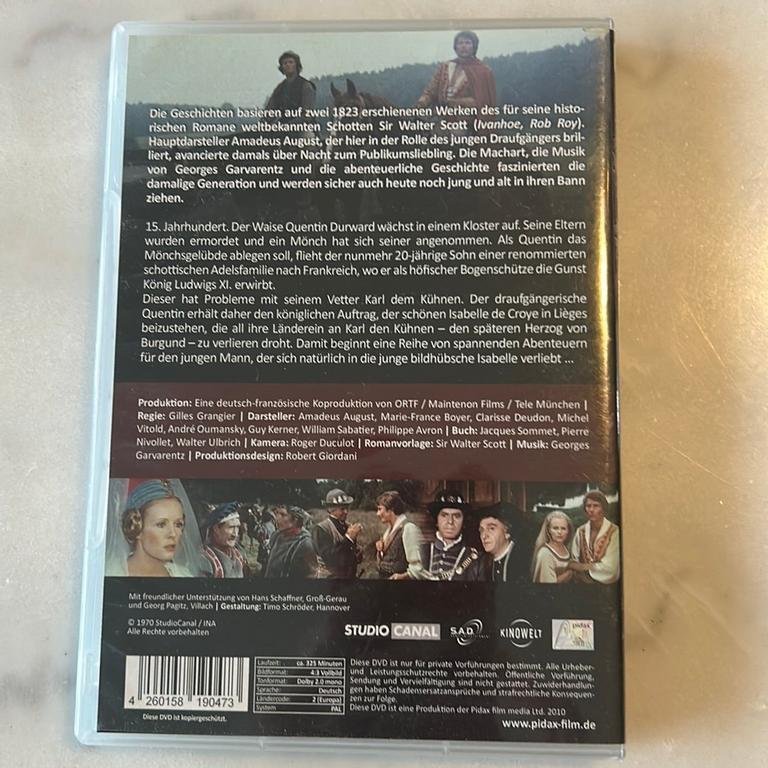 Die Geschichten basieren auf zwei 1823 erschienenen Werken des für seine histo-
rischen Romane weltbekannten Schotten Sir Walter Scott (Ivanhoe, Rob Roy).
Hauptdarsteller Amadeus August, der hier in der Rolle des jungen Draufgängers bril-
liert, avancierte damals über Nacht zum Publikumsliebling. Die Machart, die Musik
von Georges Garvarentz und die abenteuerliche Geschichte faszinierten die
damalige Generation und werden sicher auch heute noch jung und alt in ihren Bann
ziehen.
15. Jahrhundert. Der Waise Quentin Durward wächst in einem Kloster auf. Seine Eltern
wurden ermordet und ein Mönch hat sich seiner angenommen. Als Quentin das
Mönchsgelübde ablegen soll, flieht der nunmehr 20-jährige Sohn einer renommierten
schottischen Adelsfamilie nach Frankreich, wo er als höfischer Bogenschütze die Gunst
König Ludwigs XI. erwirbt.
Dieser hat Probleme mit seinem Vetter Karl dem Kühnen. Der draufgängerische
Quentin erhält daher den königlichen Auftrag, der schönen Isabelle de Croye in Lièges
beizustehen, die all ihre Länderein an Karl den Kühnen – den späteren Herzog von
Burgund – zu verlieren droht. Damit beginnt eine Reihe von spannenden Abenteuern
für den jungen Mann, der sich natürlich in die junge bildhübsche Isabelle verliebt ...
Produktion: Eine deutsch-französische Koproduktion von ORTF / Maintenon Films / Tele München |
Regie: Gilles Grangier | Darsteller: Amadeus August, Marie-France Boyer, Clarisse Deudon, Michel
Vitold, André Oumansky, Guy Kerner, William Sabatier, Philippe Avron | Buch: Jacques Sommet, Pierre
Nivollet, Walter Ulbrich | Kamera: Roger Duculot | Romanvorlage: Sir Walter Scott | Musik: Georges
Garvarentz | Produktionsdesign: Robert Giordani
Mit freundlicher Unterstützung von Hans Schaffner, Groß-Gerau
und Georg Pagitz, Villach | Gestaltung: Timo Schröder, Hannover
© 1970 StudioCanal / INA
Alle Rechte vorbehalten
STUDIO CANAL
S.A.D.
KINOWELT
pidax
4 260158 190473
Diese DVD ist kopiergeschützt.
Laufzeit: ca. 325 Minuten
Bildformat: 4:3 Vollbild
Tonformat: Dolby 2.0 mono
Sprache: Deutsch
Ländercode: 2 (Europa)
System PAL
Diese DVD ist nur für private Vorführungen bestimmt. Alle Urheber-
und Leistungsschutzrechte vorbehalten. Öffentliche Vorführung,
Sendung und Vervielfältigung sind nicht gestattet. Zuwiderhandlun-
gen haben Schadensersatzansprüche und strafrechtliche Konsequen-
zen zur Folge.
Diese DVD ist eine Produktion der Pidax film media Ltd. 2010
www.pidax-film.de